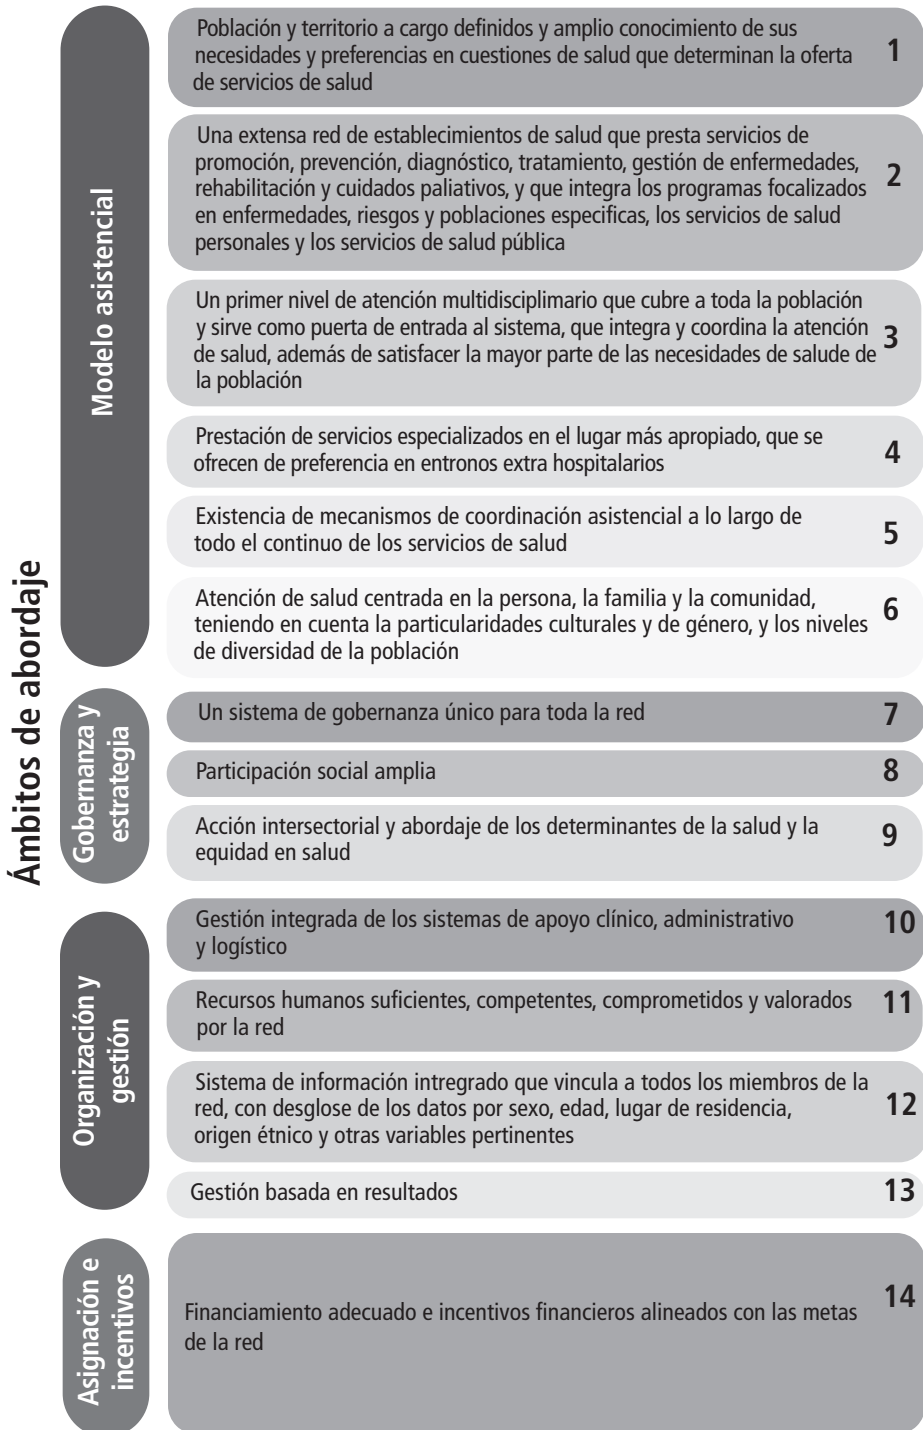 Ámbitos de abordaje
Modelo asistencial
Población y territorio a cargo definidos y amplio conocimiento de sus
necesidades y preferencias en cuestiones de salud que determinan la oferta
de servicios de salud
1
Una extensa red de establecimientos de salud que presta servicios de
promoción, prevención, diagnóstico, tratamiento, gestión de enfermedades,
rehabilitación y cuidados paliativos, y que integra los programas focalizados
en enfermedades, riesgos y poblaciones especificas, los servicios de salud
personales y los servicios de salud pública
2
Un primer nivel de atención multidisciplimario que cubre a toda la población
y sirve como puerta de entrada al sistema, que integra y coordina la atención
de salud, además de satisfacer la mayor parte de las necesidades de salude de
la población
3
Prestación de servicios especializados en el lugar más apropiado, que se
ofrecen de preferencia en entronos extra hospitalarios
4
Existencia de mecanismos de coordinación asistencial a lo largo de
todo el continuo de los servicios de salud
5
Atención de salud centrada en la persona, la familia y la comunidad,
teniendo en cuenta la particularidades culturales y de género, y los niveles
de diversidad de la población
6
Gobernanza y
estrategia
Un sistema de gobernanza único para toda la red
7
Participación social amplia
8
Acción intersectorial y abordaje de los determinantes de la salud y la
equidad en salud
9
Organización y
gestión
Gestión integrada de los sistemas de apoyo clínico, administrativo
y logístico
10
Recursos humanos suficientes, competentes, comprometidos y valorados
por la red
11
Sistema de información intregrado que vincula a todos los miembros de la
red, con desglose de los datos por sexo, edad, lugar de residencia,
origen étnico y otras variables pertinentes
12
Gestión basada en resultados
13
Asignación e
incentivos
Financiamiento adecuado e incentivos financieros alineados con las metas
de la red
14